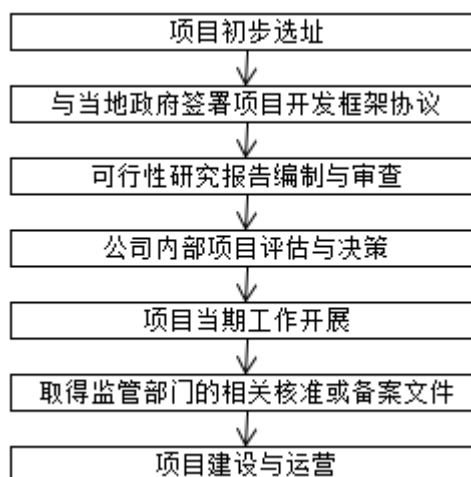 项目初步选址
与当地政府签署项目开发框架协议
可行性研究报告编制与审查
公司内部项目评估与决策
项目当期工作开展
取得监管部门的相关核准或备案文件
项目建设与运营